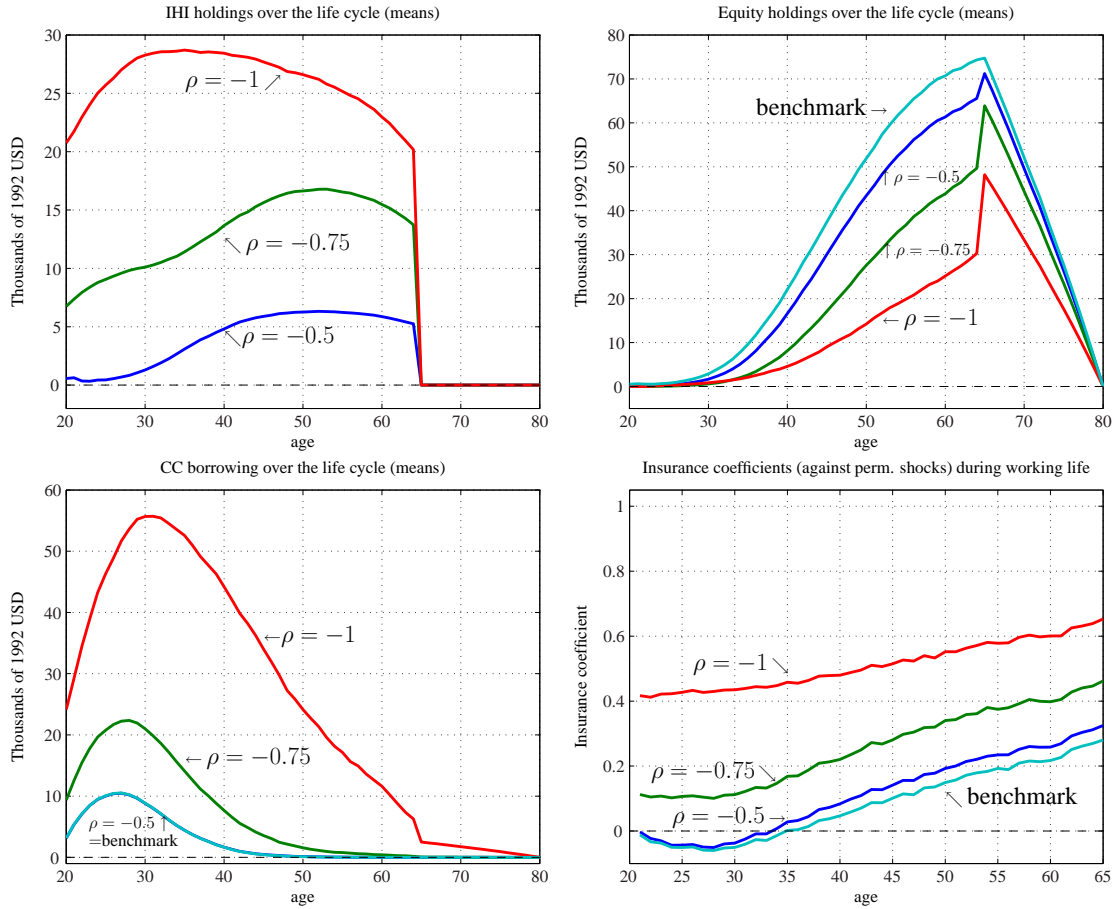 IHI holdings over the life cycle (means)
Thousands of 1992 USD
30
25
20
15
10
5
0
ρ = −1 ↗
↖ ρ = −0.75
↖ ρ = −0.5
20 30 40 50 60 70 80
age
Equity holdings over the life cycle (means)
Thousands of 1992 USD
80
70
60
50
40
30
20
10
0
benchmark →
↑ ρ = −0.5
↑ ρ = −0.75
← ρ = −1
20 30 40 50 60 70 80
age
CC borrowing over the life cycle (means)
Thousands of 1992 USD
60
50
40
30
20
10
0
← ρ = −1
← ρ = −0.75
ρ = −0.5 ↑
=benchmark
20 30 40 50 60 70 80
age
Insurance coefficients (against perm. shocks) during working life
Insurance coefficient
1
0.8
0.6
0.4
0.2
0
ρ = −1 ↘
ρ = −0.75 ↘
ρ = −0.5 ↘
↖ benchmark
20 25 30 35 40 45 50 55 60 65
age